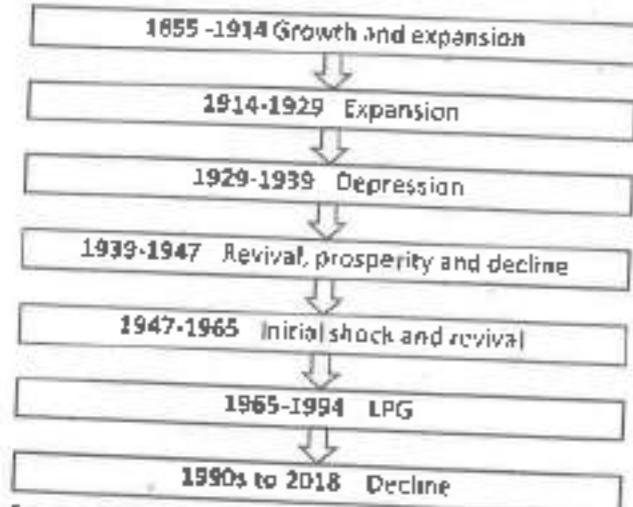 1855 -1914 Growth and expansion
1914-1929 Expansion
1929-1939 Depression
1939-1947 Revival, prosperity and decline
1947-1965 Initial shock and revival
1965-1994 LPG
1990s to 2018 Decline